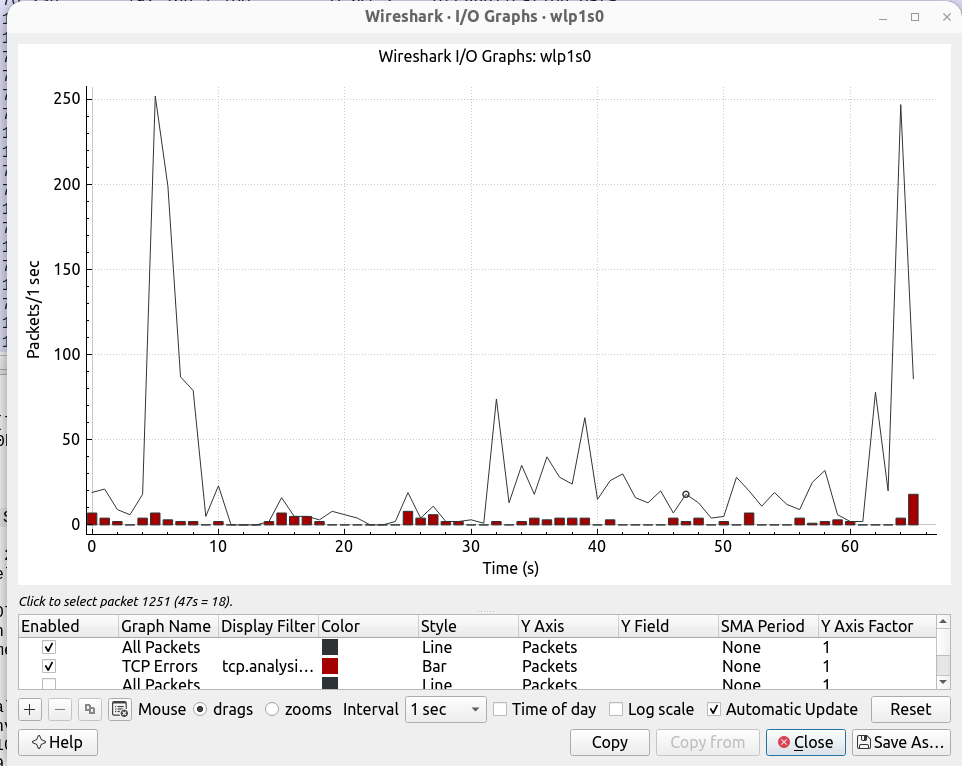 Wireshark · I/O Graphs · wlp1s0
Wireshark I/O Graphs: wlp1s0
250
200
150
100
50
0
Packets/1 sec
0 10 20 30 40 50 60
Time (s)
Click to select packet 1251 (47s = 18).
Enabled Graph Name Display Filter Color Style Y Axis Y Field SMA Period Y Axis Factor
All Packets Line Packets None 1
TCP Errors tcp.analysi... Bar Packets None 1
All Packets Line Packets None 1
Mouse drags zooms Interval 1 sec Time of day Log scale Automatic Update Reset
Help Copy Copy from Close Save As...